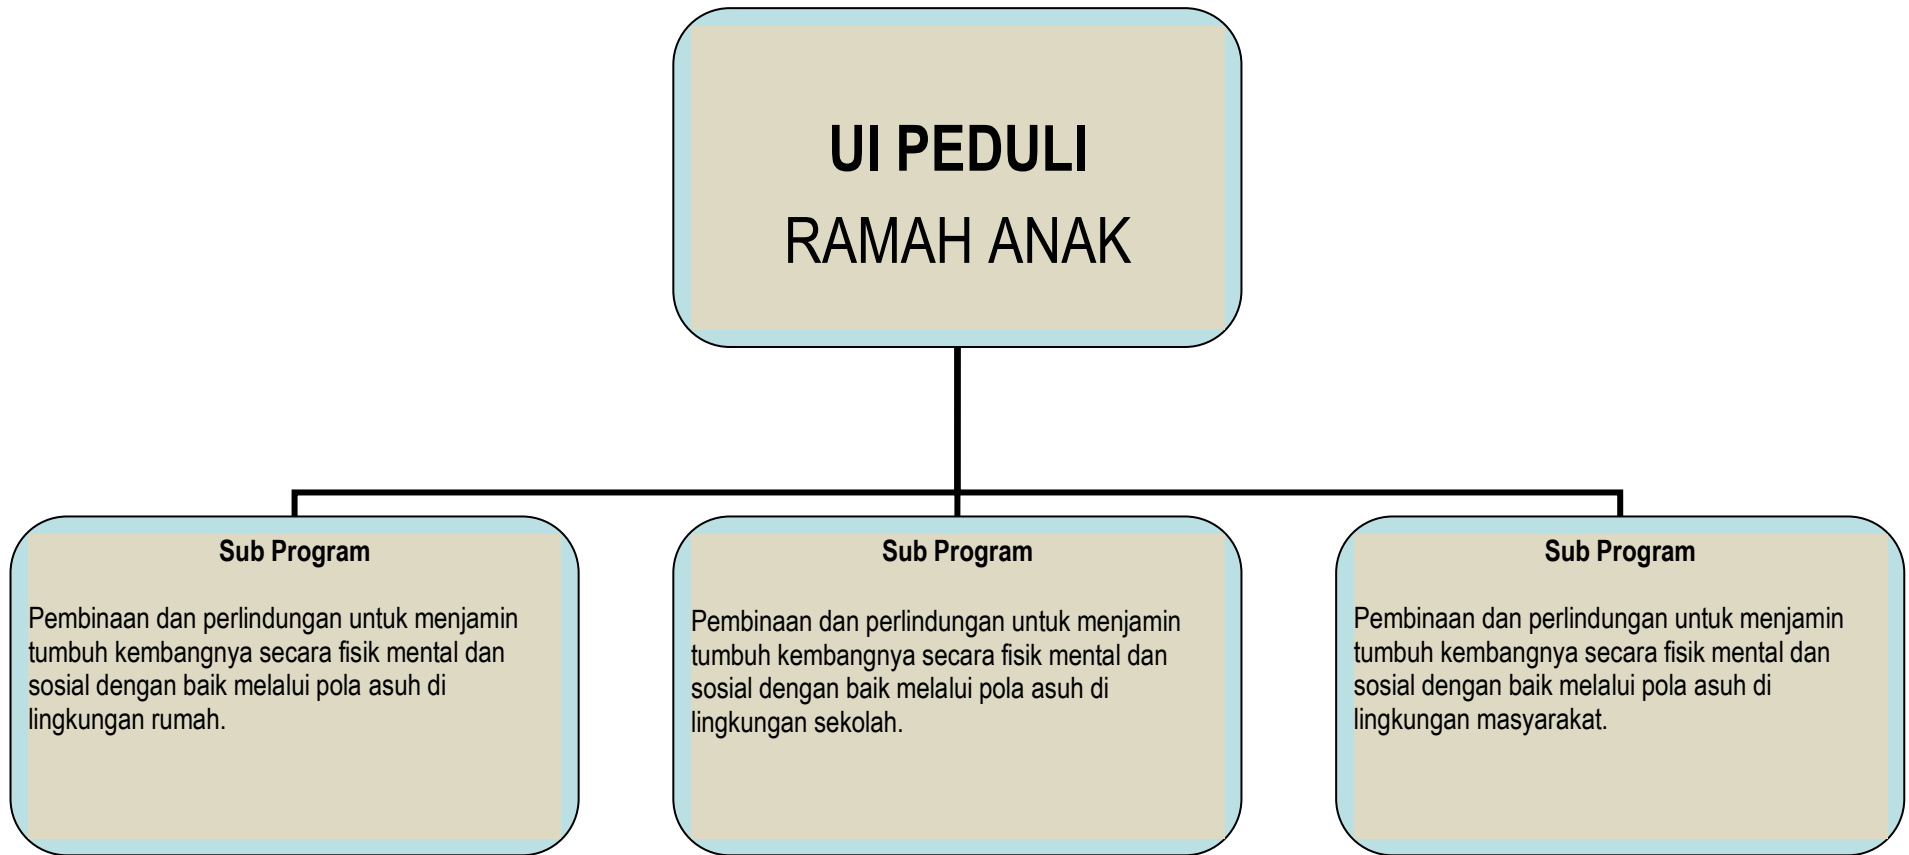 UI PEDULI
RAMAH ANAK
Sub Program
Pembinaan dan perlindungan untuk menjamin
tumbuh kembangnya secara fisik mental dan
sosial dengan baik melalui pola asuh di
lingkungan rumah.
Sub Program
Pembinaan dan perlindungan untuk menjamin
tumbuh kembangnya secara fisik mental dan
sosial dengan baik melalui pola asuh di
lingkungan sekolah.
Sub Program
Pembinaan dan perlindungan untuk menjamin
tumbuh kembangnya secara fisik mental dan
sosial dengan baik melalui pola asuh di
lingkungan masyarakat.